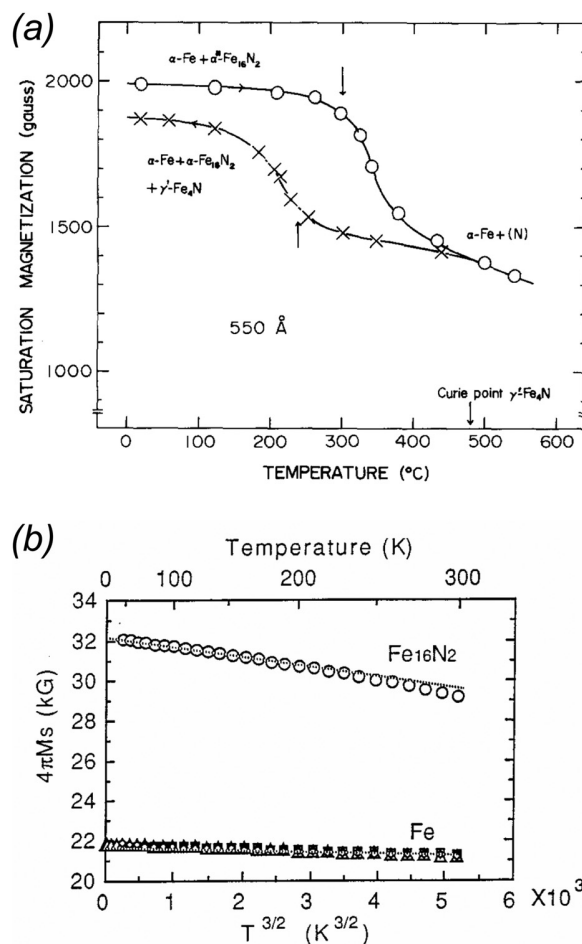 (a)
SATURATION MAGNETIZATION (gauss)
2000
1500
1000
α-Fe + α"-Fe16N2
α-Fe + α-Fe16N2
+ γ'-Fe4N
α-Fe + (N)
550 Å
Curie point γ'-Fe4N
0 100 200 300 400 500 600
TEMPERATURE (°C)
(b)
Temperature (K)
0 100 200 300
4πMs (kG)
34
32
30
28
26
24
22
20
Fe16N2
Fe
0 1 2 3 4 5 6 X10³
T 3/2 (K3/2)